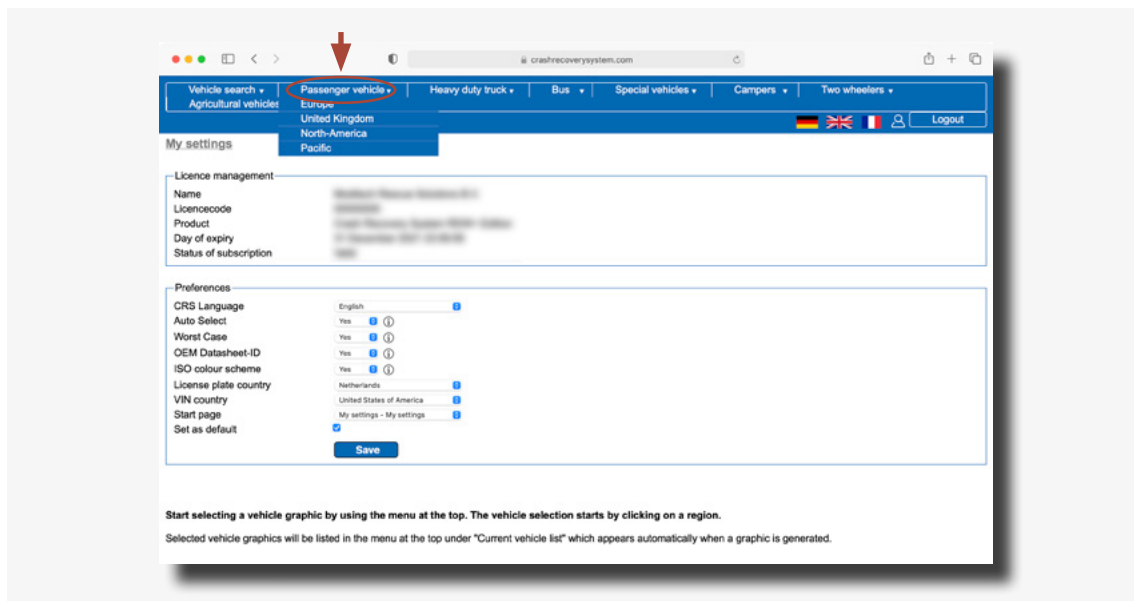 crashrecoverysystem.com
Vehicle search Passenger vehicle Heavy duty truck Bus Special vehicles Campers Two wheelers
Agricultural vehicles
Europe
United Kingdom
North-America
Pacific
Logout
My settings
Licence management
Name
Licencecode
Product
Day of expiry
Status of subscription
Preferences
CRS Language English
Auto Select Yes
Worst Case Yes
OEM Datasheet-ID Yes
ISO colour scheme Yes
License plate country Netherlands
VIN country United States of America
Start page My settings - My settings
Set as default
Save
Start selecting a vehicle graphic by using the menu at the top. The vehicle selection starts by clicking on a region.
Selected vehicle graphics will be listed in the menu at the top under "Current vehicle list" which appears automatically when a graphic is generated.